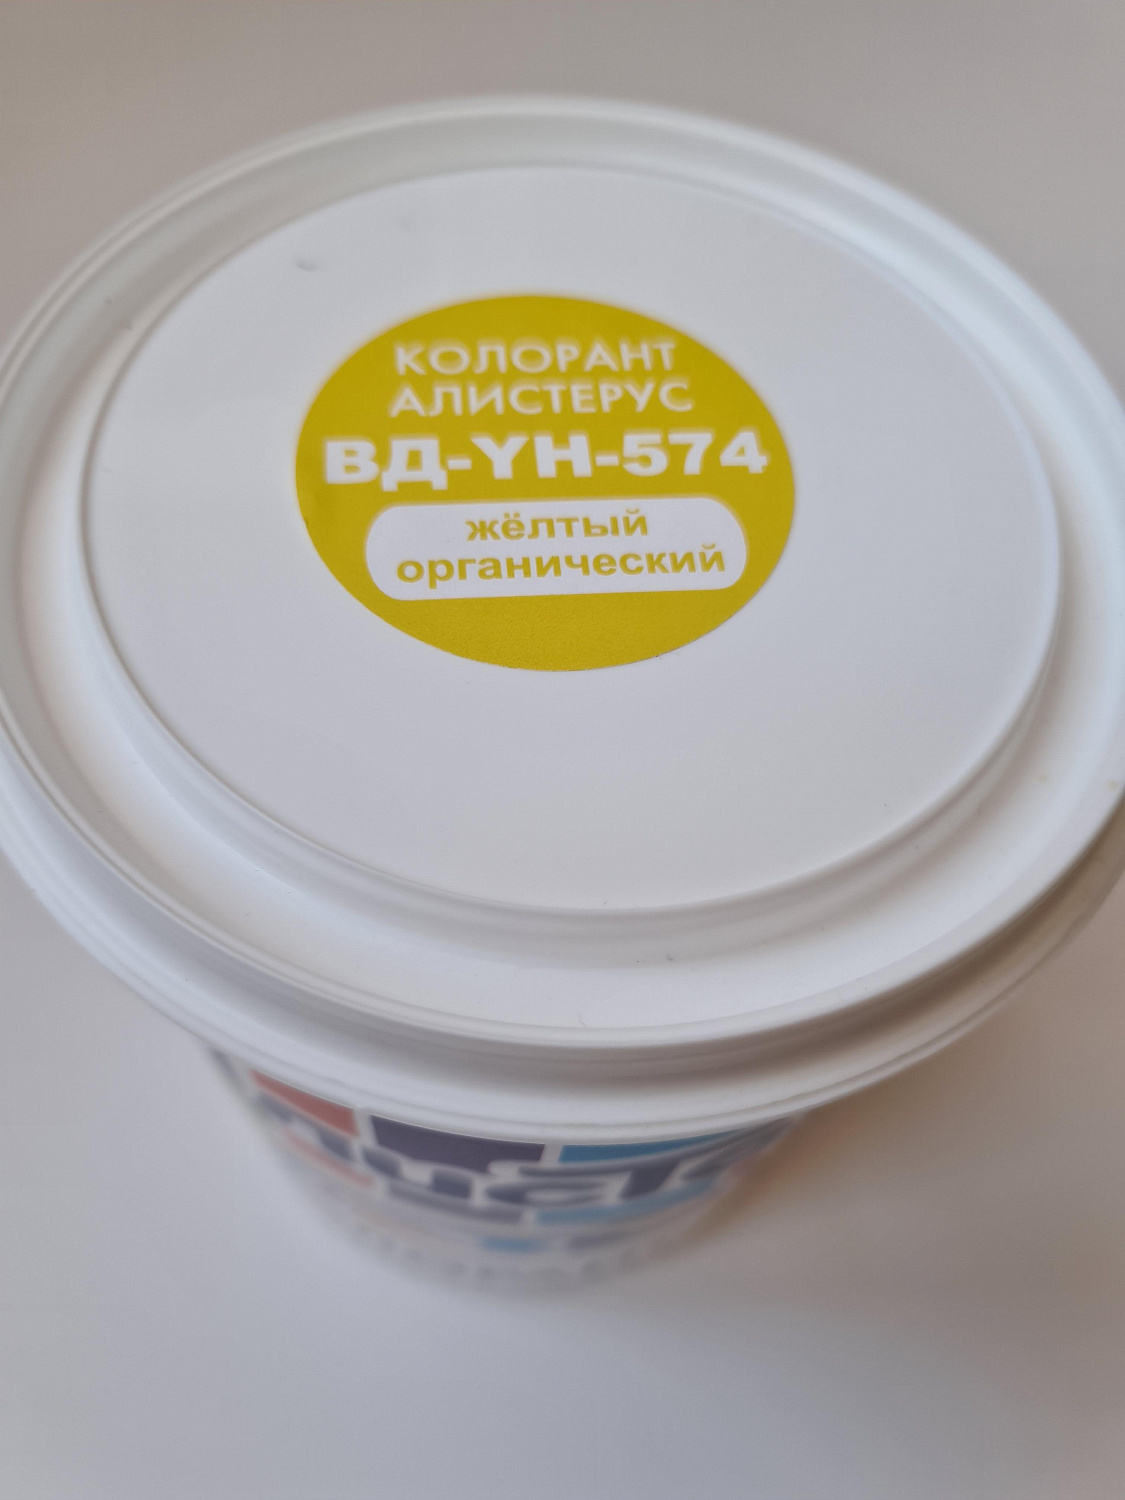 КОЛОРАНТ
АЛИСТЕРУС
ВД-YH-574
жёлтый
органический